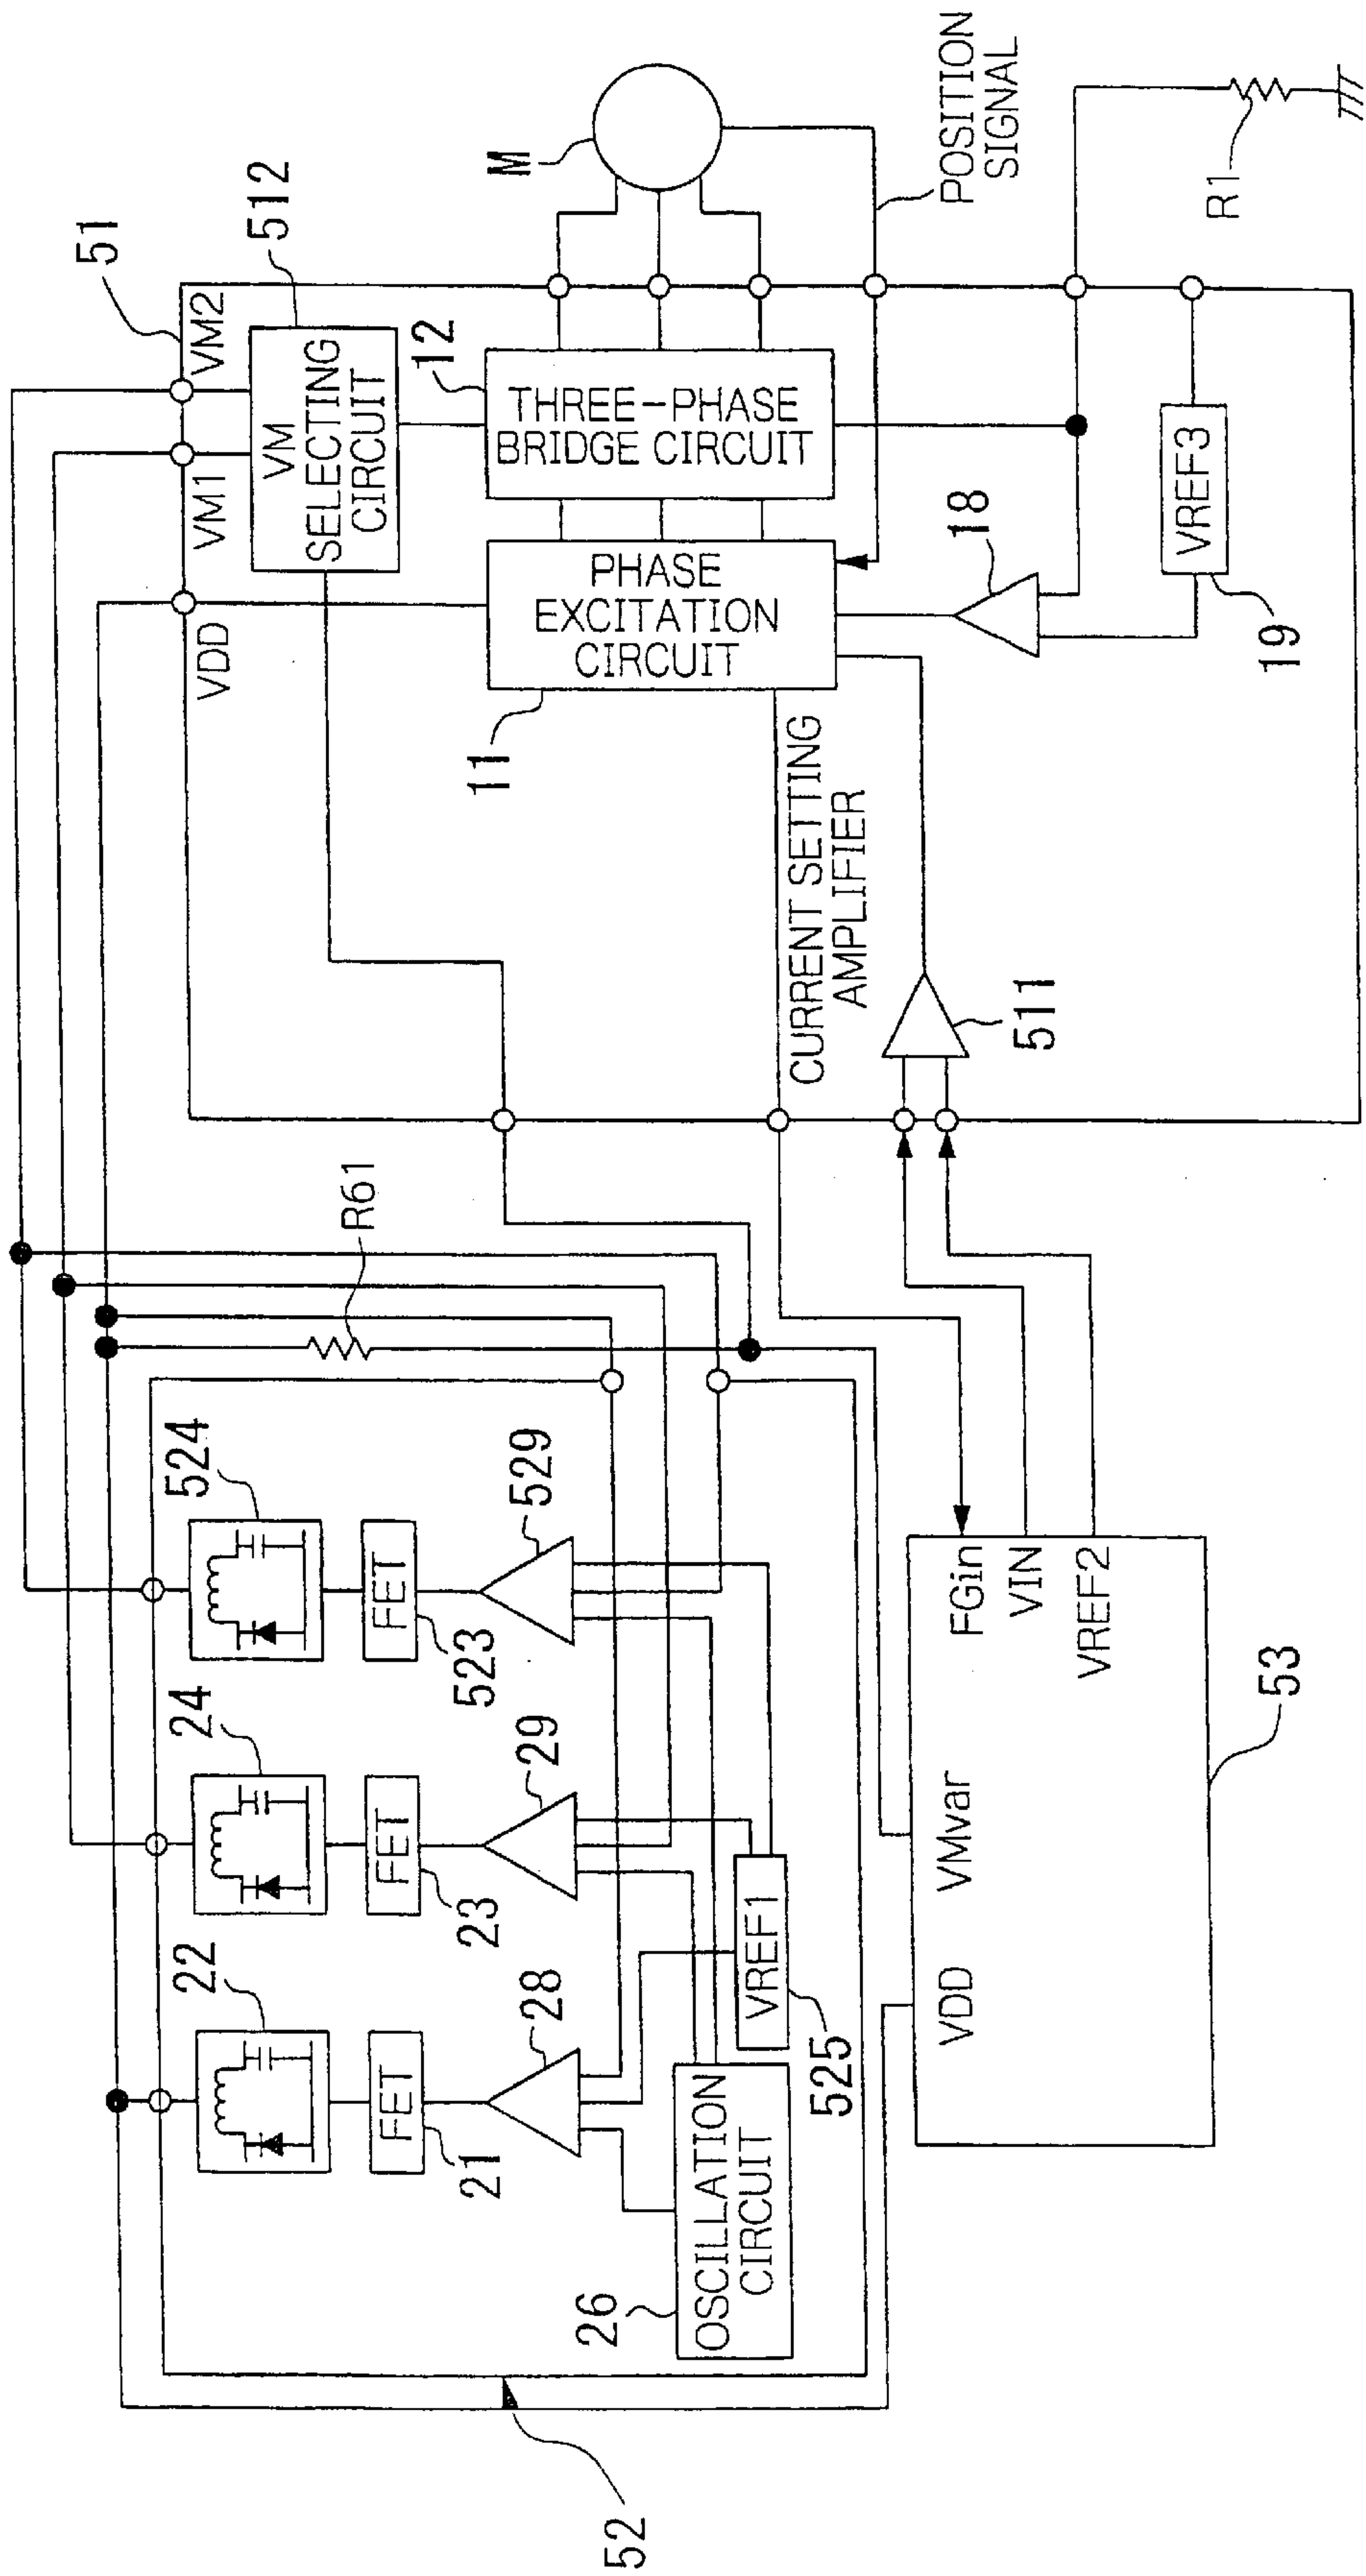 51
512
VM2
VM1
VDD
VM
SELECTING
CIRCUIT
12
THREE-PHASE
BRIDGE CIRCUIT
M
POSITION
SIGNAL
R1
PHASE
EXCITATION
CIRCUIT
11
18
VREF3
19
CURRENT SETTING
AMPLIFIER
511
R61
524
24
22
FET
523
FET
23
FET
21
529
29
28
VREF1
525
OSCILLATION
CIRCUIT
26
52
FGin
VIN
VREF2
VMvar
VDD
53